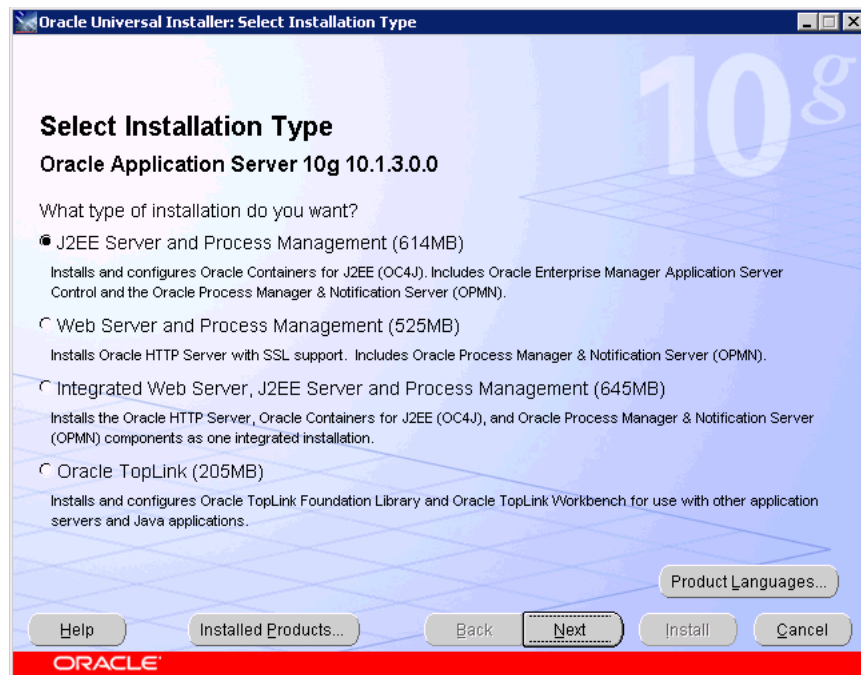 Oracle Universal Installer: Select Installation Type
10g
Select Installation Type
Oracle Application Server 10g 10.1.3.0.0
What type of installation do you want?
J2EE Server and Process Management (614MB)
Installs and configures Oracle Containers for J2EE (OC4J). Includes Oracle Enterprise Manager Application Server
Control and the Oracle Process Manager & Notification Server (OPMN).
Web Server and Process Management (525MB)
Installs Oracle HTTP Server with SSL support. Includes Oracle Process Manager & Notification Server (OPMN).
Integrated Web Server, J2EE Server and Process Management (645MB)
Installs the Oracle HTTP Server, Oracle Containers for J2EE (OC4J), and Oracle Process Manager & Notification Server
(OPMN) components as one integrated installation.
Oracle TopLink (205MB)
Installs and configures Oracle TopLink Foundation Library and Oracle TopLink Workbench for use with other application
servers and Java applications.
Product Languages...
Help Installed Products... Back Next Install Cancel
ORACLE